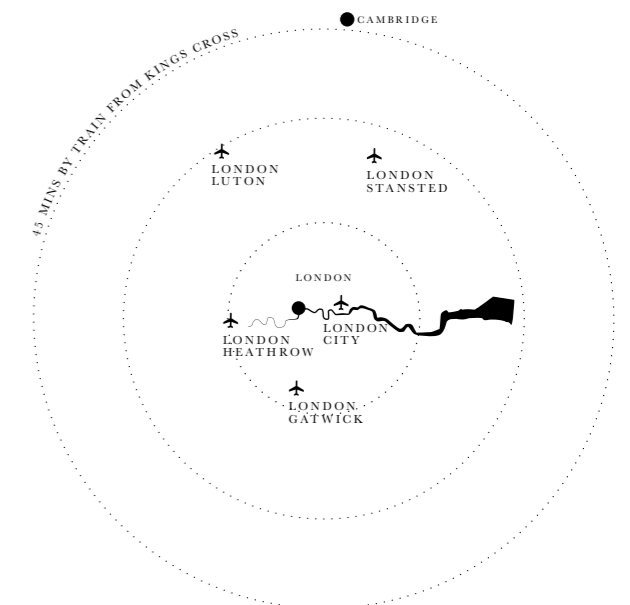 CAMBRIDGE
45 MINS BY TRAIN FROM KINGS CROSS
LONDON
LUTON
LONDON
STANSTED
LONDON
LONDON
CITY
LONDON
HEATHROW
LONDON
GATWICK